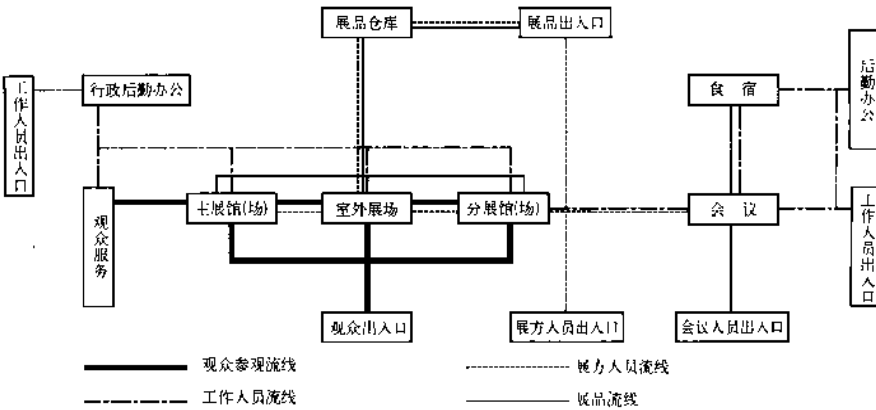 展品仓库
展品出入口
工作人员出入口
行政后勤办公
食宿
后勤办公
观众服务
主展馆(场)
室外展场
分展馆(场)
会议
工作人员出入口
观众出入口
展方人员出入口
会议人员出入口
观众参观流线
展方人员流线
工作人员流线
展品流线